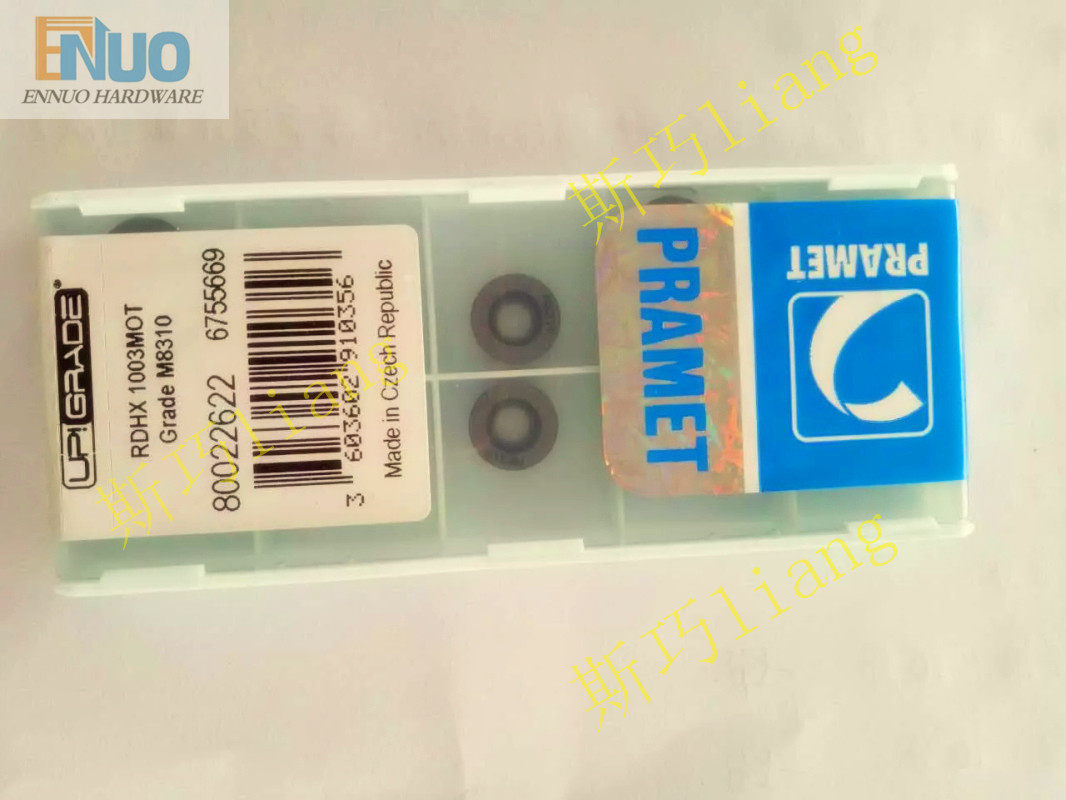 ENUO
ENNUO HARDWARE
斯巧liang
UP!GRADE®
RDHX 1003MOT
Grade M8310
80022622 6755669
3 603602 910356
Made in Czech Republic
斯巧liang
PRAMET
PRAMET
斯巧liang
斯巧liang